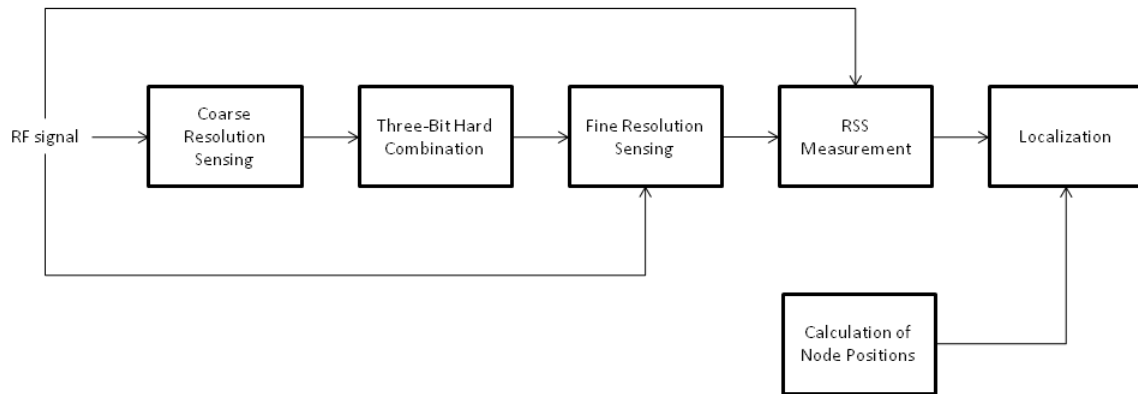 RF signal
Coarse
Resolution
Sensing
Three-Bit Hard
Combination
Fine Resolution
Sensing
RSS
Measurement
Localization
Calculation of
Node Positions